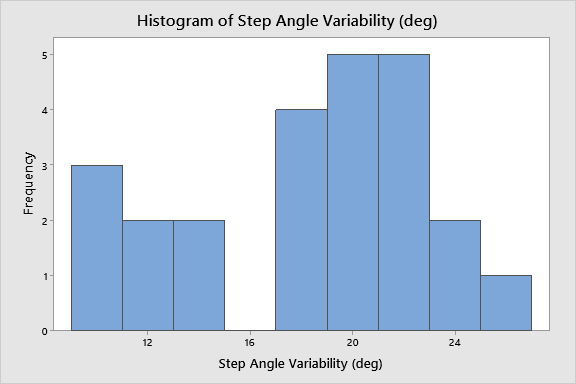 Histogram of Step Angle Variability (deg)
5
4
3
2
1
0
Frequency
12 16 20 24
Step Angle Variability (deg)